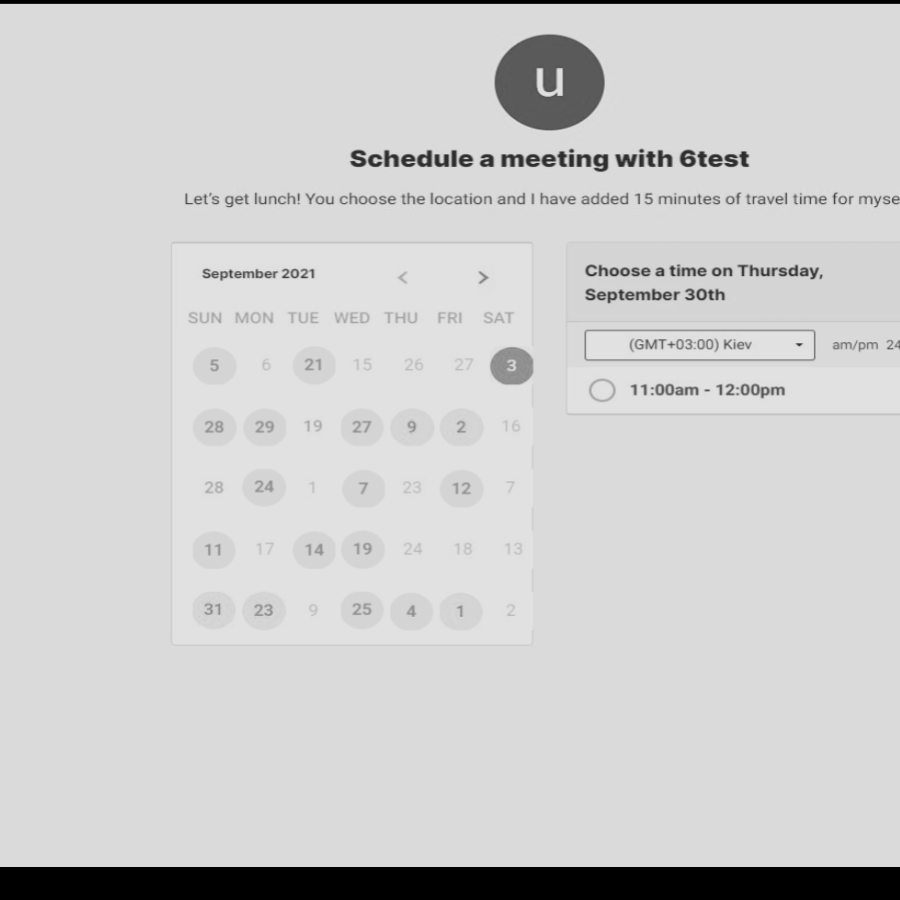 u
Schedule a meeting with 6test
Let's get lunch! You choose the location and I have added 15 minutes of travel time for myse
September 2021 < >
SUN MON TUE WED THU FRI SAT
5 6 21 15 26 27 3
28 29 19 27 9 2 16
28 24 1 7 23 12 7
11 17 14 19 24 18 13
31 23 9 25 4 1 2
Choose a time on Thursday,
September 30th
(GMT+03:00) Kiev am/pm 24
11:00am - 12:00pm